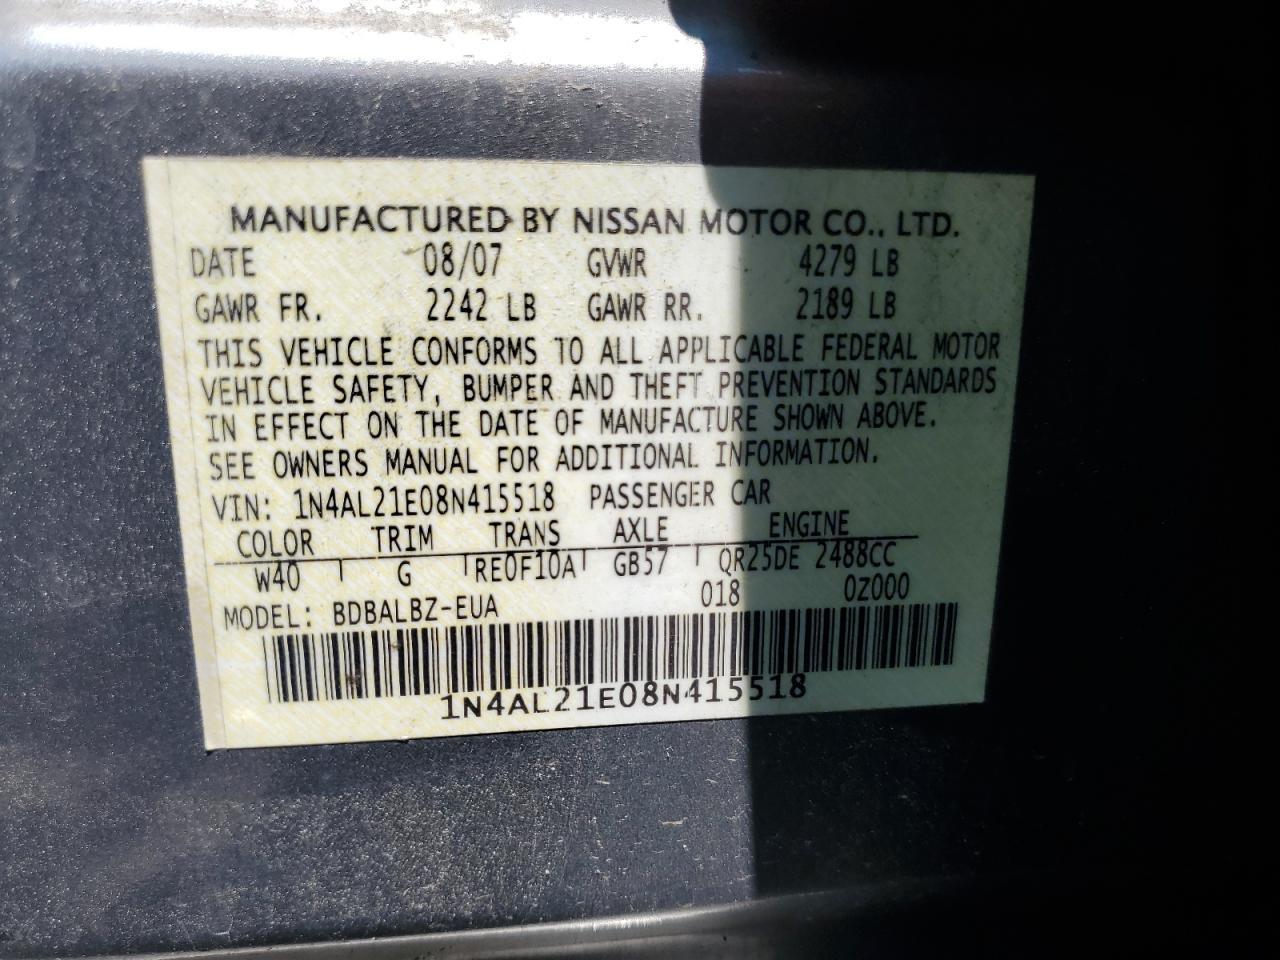 MANUFACTURED BY NISSAN MOTOR CO., LTD.
DATE 08/07 GVWR 4279 LB
GAWR FR. 2242 LB GAWR RR. 2189 LB
THIS VEHICLE CONFORMS TO ALL APPLICABLE FEDERAL MOTOR
VEHICLE SAFETY, BUMPER AND THEFT PREVENTION STANDARDS
IN EFFECT ON THE DATE OF MANUFACTURE SHOWN ABOVE.
SEE OWNERS MANUAL FOR ADDITIONAL INFORMATION.
VIN: 1N4AL21E08N415518 PASSENGER CAR
COLOR TRIM TRANS AXLE ENGINE
W40 G RE0F10A GB57 QR25DE 2488CC
MODEL: BDBALBZ-EUA 018 0Z000
1N4AL21E08N415518